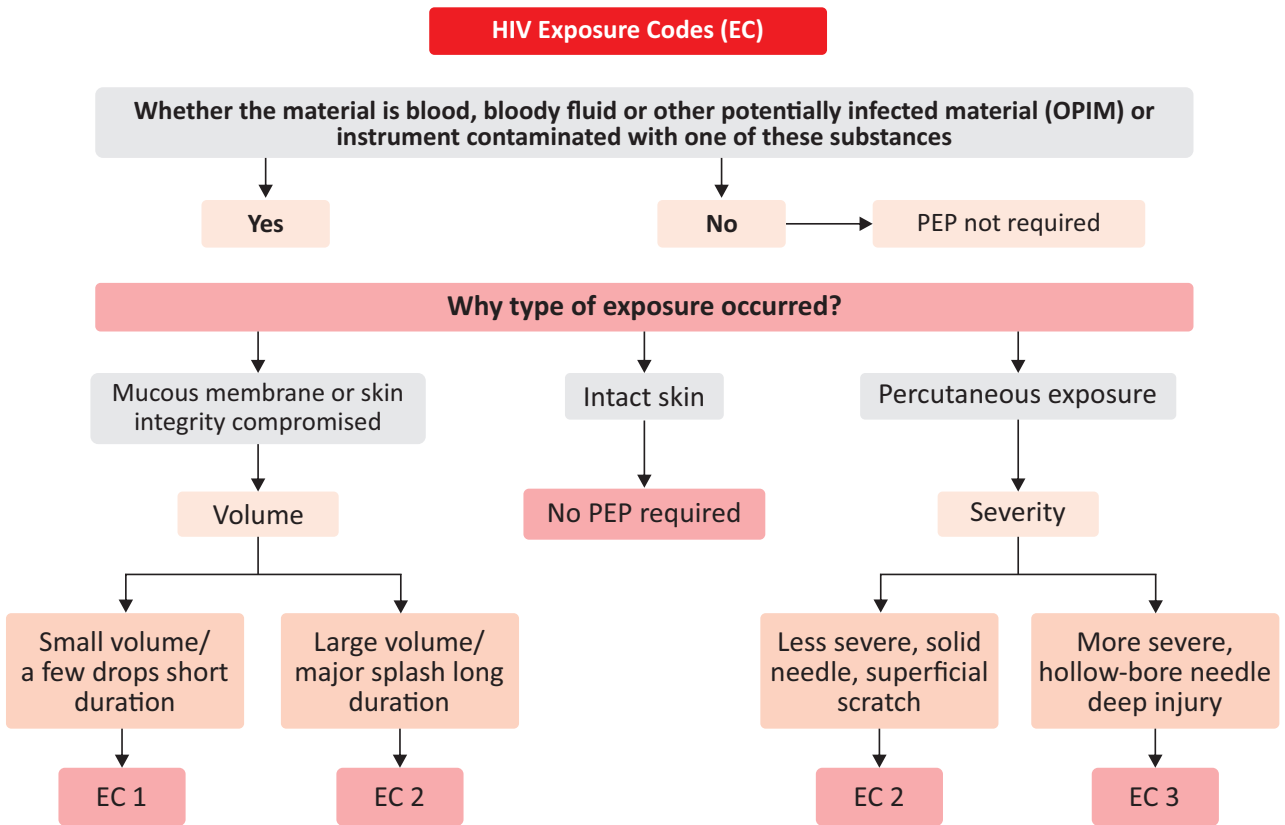 HIV Exposure Codes (EC)
Whether the material is blood, bloody fluid or other potentially infected material (OPIM) or
instrument contaminated with one of these substances
Yes
No
PEP not required
Why type of exposure occurred?
Mucous membrane or skin
integrity compromised
Intact skin
Percutaneous exposure
Volume
No PEP required
Severity
Small volume/
a few drops short
duration
Large volume/
major splash long
duration
Less severe, solid
needle, superficial
scratch
More severe,
hollow-bore needle
deep injury
EC 1
EC 2
EC 2
EC 3